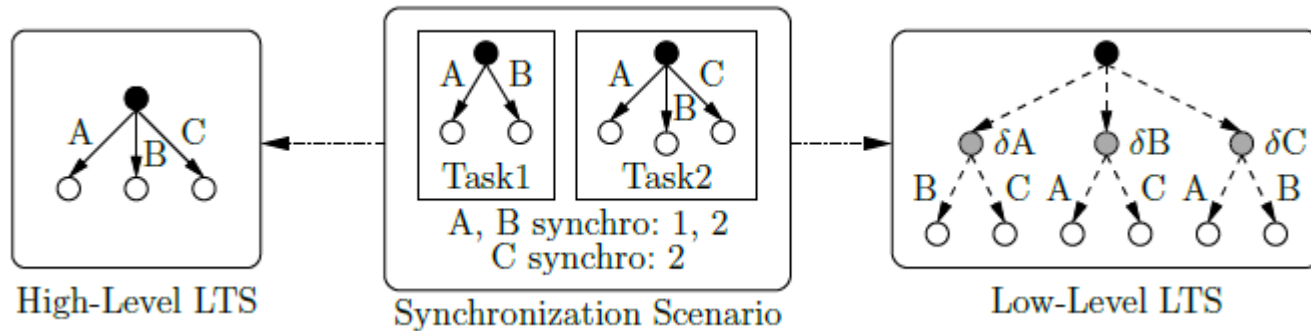 A B C
High-Level LTS
A B
Task1
A B C
Task2
A, B synchro: 1, 2
C synchro: 2
Synchronization Scenario
δA δB δC
B C A C A B
Low-Level LTS